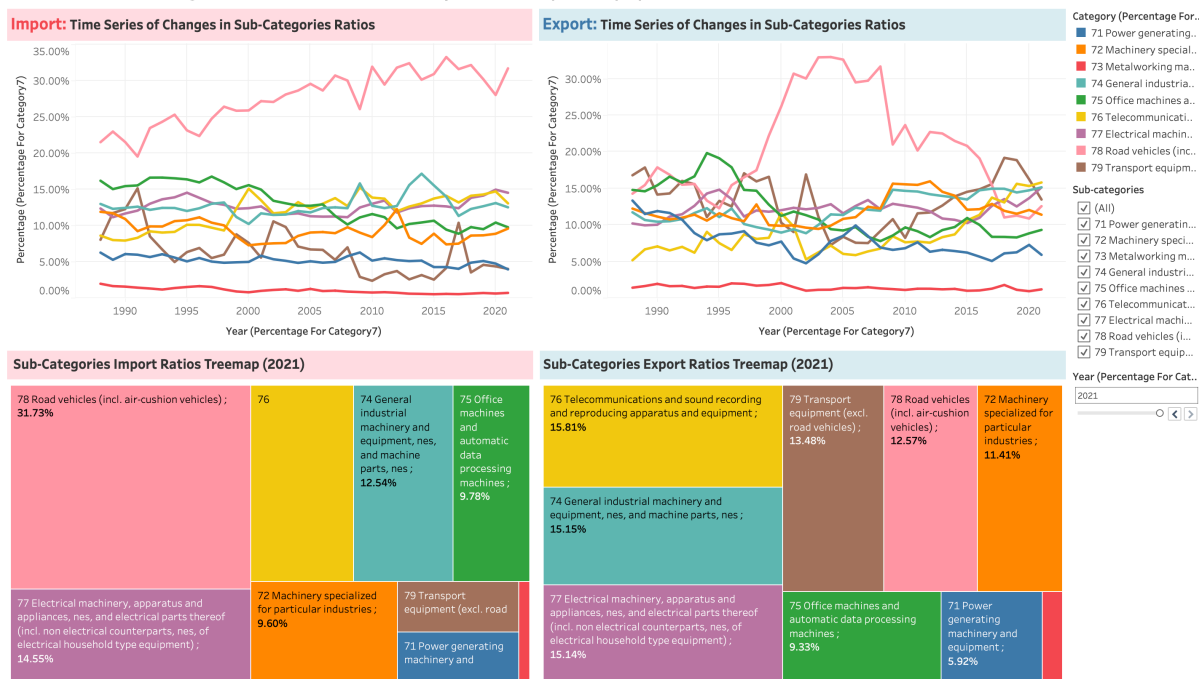 Import: Time Series of Changes in Sub-Categories Ratios
35.00%
30.00%
25.00%
20.00%
15.00%
10.00%
5.00%
0.00%
Percentage (Percentage For Category7)
1990
1995
2000
2005
2010
2015
2020
Year (Percentage For Category7)
Export: Time Series of Changes in Sub-Categories Ratios
30.00%
25.00%
20.00%
15.00%
10.00%
5.00%
0.00%
Percentage (Percentage For Category7)
1990
1995
2000
2005
2010
2015
2020
Year (Percentage For Category7)
Category (Percentage For..
71 Power generating..
72 Machinery special..
73 Metalworking ma..
74 General industria..
75 Office machines a..
76 Telecommunicati..
77 Electrical machin..
78 Road vehicles (inc..
79 Transport equipm..
Sub-categories
(All)
71 Power generatin...
72 Machinery speci...
73 Metalworking m...
74 General industri...
75 Office machines ...
76 Telecommunicat...
77 Electrical machi...
78 Road vehicles (i...
79 Transport equip...
Year (Percentage For Cat..
2021
Sub-Categories Import Ratios Treemap (2021)
78 Road vehicles (incl. air-cushion vehicles) ;
31.73%
77 Electrical machinery, apparatus and
appliances, nes, and electrical parts thereof
(incl. non electrical counterparts, nes, of
electrical household type equipment) ;
14.55%
76
74 General
industrial
machinery and
equipment, nes,
and machine
parts, nes ;
12.54%
75 Office
machines
and
automatic
data
processing
machines ;
9.78%
72 Machinery specialized
for particular industries ;
9.60%
79 Transport
equipment (excl. road
71 Power generating
machinery and
Sub-Categories Export Ratios Treemap (2021)
76 Telecommunications and sound recording
and reproducing apparatus and equipment ;
15.81%
74 General industrial machinery and
equipment, nes, and machine parts, nes ;
15.15%
77 Electrical machinery, apparatus and
appliances, nes, and electrical parts thereof
(incl. non electrical counterparts, nes, of
electrical household type equipment) ;
15.14%
79 Transport
equipment (excl.
road vehicles) ;
13.48%
78 Road vehicles
(incl. air-cushion
vehicles) ;
12.57%
72 Machinery
specialized for
particular
industries ;
11.41%
75 Office machines and
automatic data processing
machines ;
9.33%
71 Power
generating
machinery and
equipment ;
5.92%